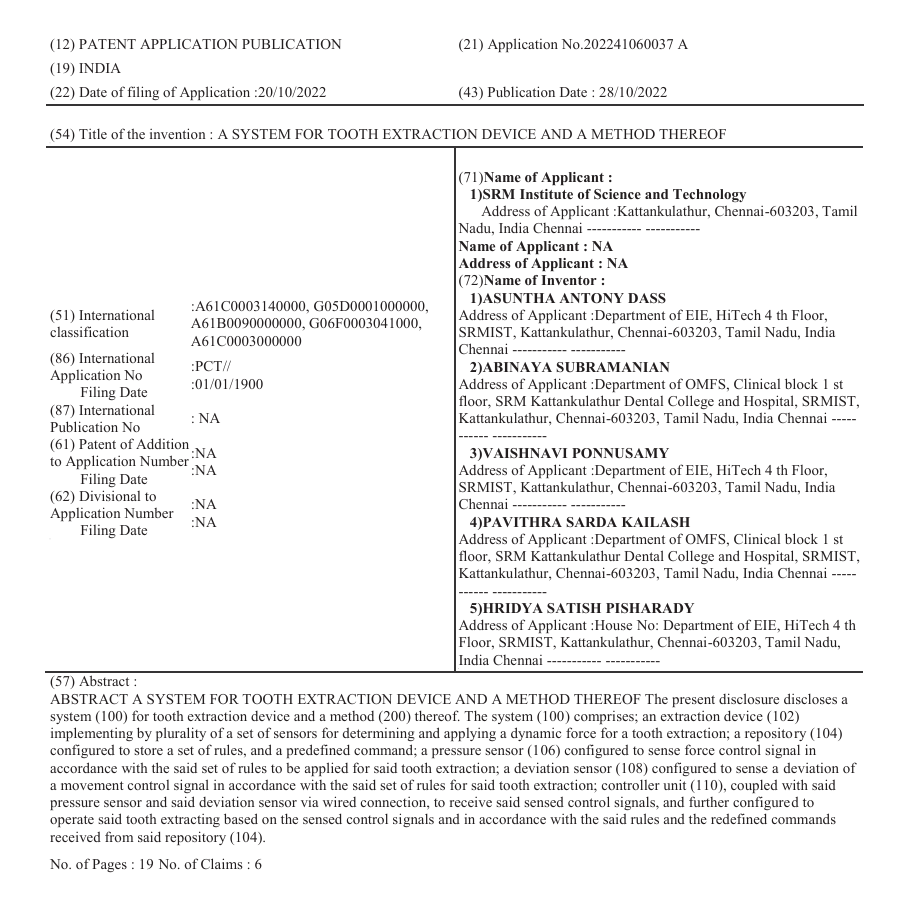 (12) PATENT APPLICATION PUBLICATION
(21) Application No.202241060037 A
(19) INDIA
(22) Date of filing of Application :20/10/2022
(43) Publication Date : 28/10/2022
(54) Title of the invention : A SYSTEM FOR TOOTH EXTRACTION DEVICE AND A METHOD THEREOF
(51) International
classification
:A61C0003140000, G05D0001000000,
A61B0090000000, G06F0003041000,
A61C0003000000
(86) International
Application No
Filing Date
:PCT//
:01/01/1900
(87) International
Publication No
: NA
(61) Patent of Addition
to Application Number
Filing Date
:NA
:NA
(62) Divisional to
Application Number
Filing Date
:NA
:NA
(71)Name of Applicant :
1)SRM Institute of Science and Technology
Address of Applicant :Kattankulathur, Chennai-603203, Tamil
Nadu, India Chennai ----------- -----------
Name of Applicant : NA
Address of Applicant : NA
(72)Name of Inventor :
1)ASUNTHA ANTONY DASS
Address of Applicant :Department of EIE, HiTech 4 th Floor,
SRMIST, Kattankulathur, Chennai-603203, Tamil Nadu, India
Chennai ----------- -----------
2)ABINAYA SUBRAMANIAN
Address of Applicant :Department of OMFS, Clinical block 1 st
floor, SRM Kattankulathur Dental College and Hospital, SRMIST,
Kattankulathur, Chennai-603203, Tamil Nadu, India Chennai -----
------ -----------
3)VAISHNAVI PONNUSAMY
Address of Applicant :Department of EIE, HiTech 4 th Floor,
SRMIST, Kattankulathur, Chennai-603203, Tamil Nadu, India
Chennai ----------- -----------
4)PAVITHRA SARDA KAILASH
Address of Applicant :Department of OMFS, Clinical block 1 st
floor, SRM Kattankulathur Dental College and Hospital, SRMIST,
Kattankulathur, Chennai-603203, Tamil Nadu, India Chennai -----
------ -----------
5)HRIDYA SATISH PISHARADY
Address of Applicant :House No: Department of EIE, HiTech 4 th
Floor, SRMIST, Kattankulathur, Chennai-603203, Tamil Nadu,
India Chennai ----------- -----------
(57) Abstract :
ABSTRACT A SYSTEM FOR TOOTH EXTRACTION DEVICE AND A METHOD THEREOF The present disclosure discloses a
system (100) for tooth extraction device and a method (200) thereof. The system (100) comprises; an extraction device (102)
implementing by plurality of a set of sensors for determining and applying a dynamic force for a tooth extraction; a repository (104)
configured to store a set of rules, and a predefined command; a pressure sensor (106) configured to sense force control signal in
accordance with the said set of rules to be applied for said tooth extraction; a deviation sensor (108) configured to sense a deviation of
a movement control signal in accordance with the said set of rules for said tooth extraction; controller unit (110), coupled with said
pressure sensor and said deviation sensor via wired connection, to receive said sensed control signals, and further configured to
operate said tooth extracting based on the sensed control signals and in accordance with the said rules and the redefined commands
received from said repository (104).
No. of Pages : 19 No. of Claims : 6